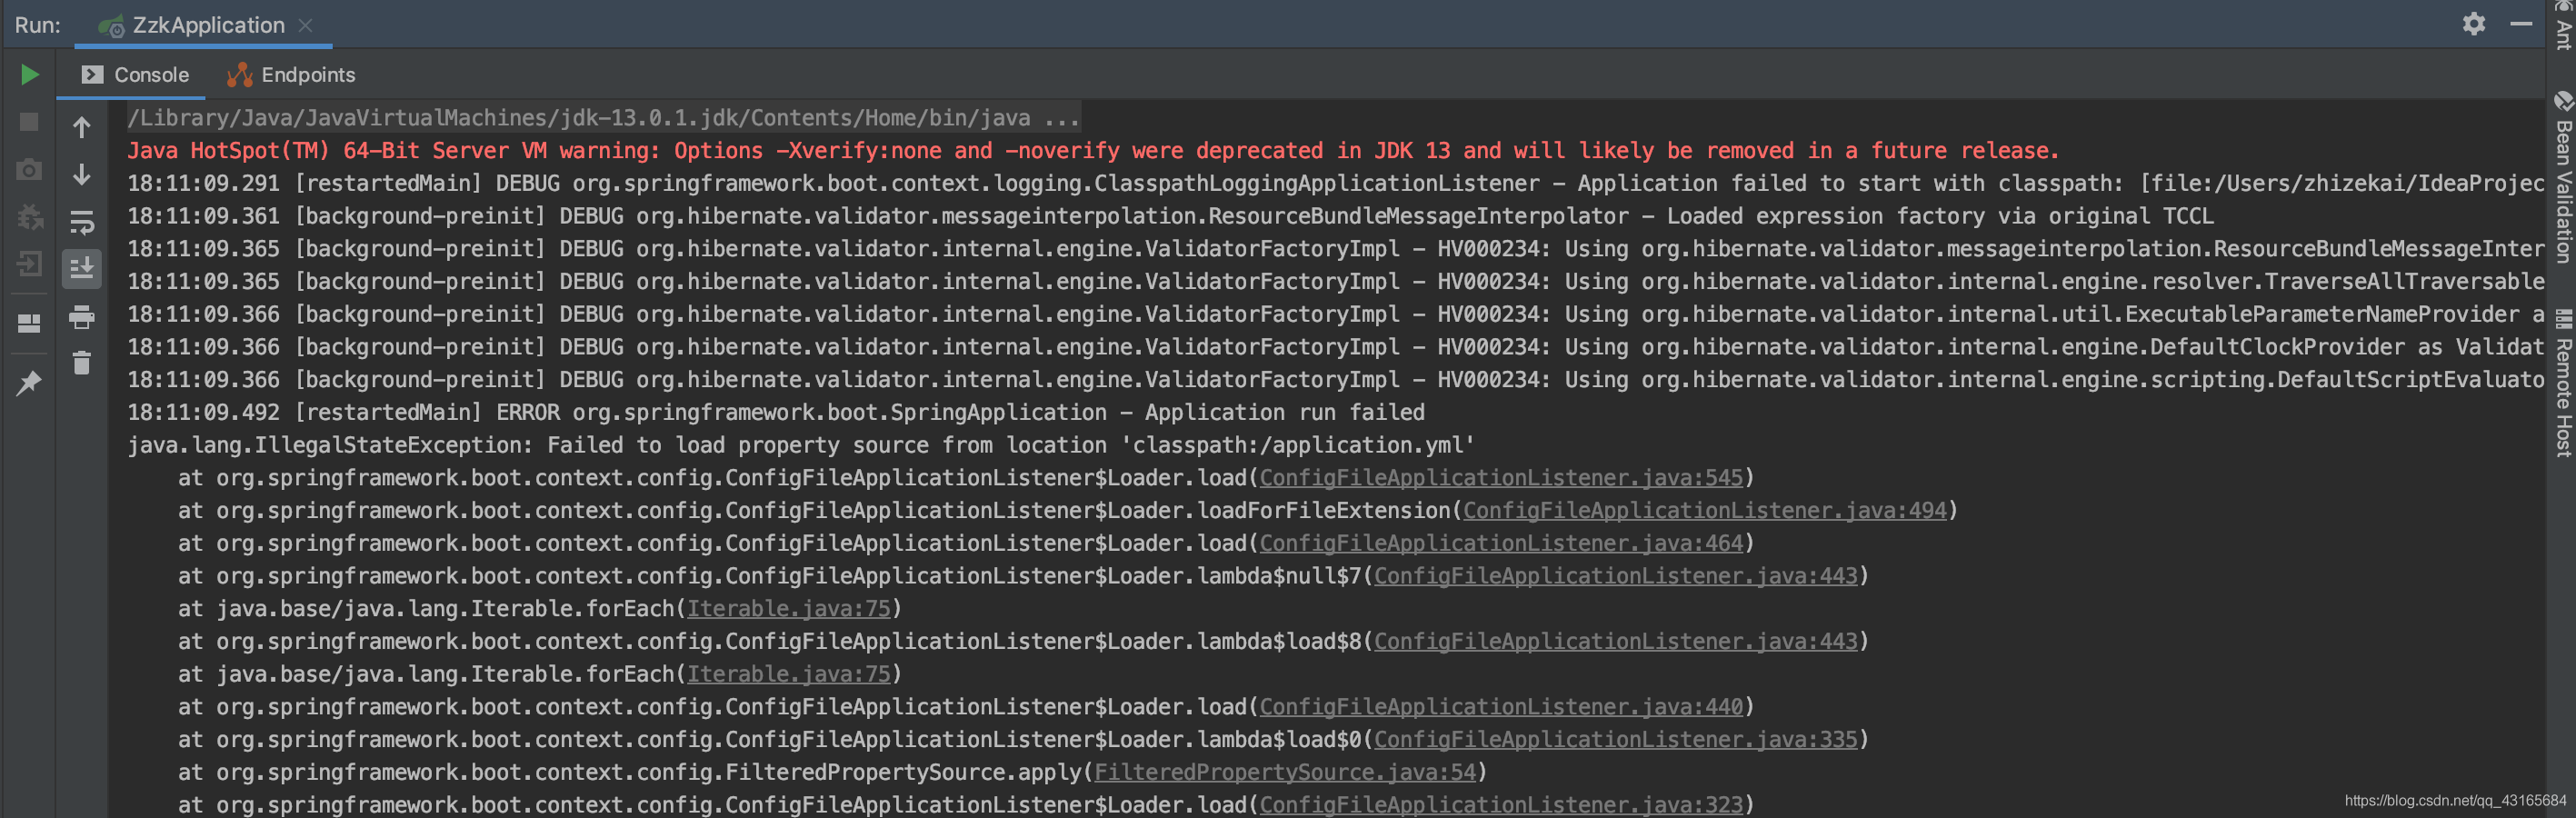 Run: ZzkApplication
Console Endpoints
/Library/Java/JavaVirtualMachines/jdk-13.0.1.jdk/Contents/Home/bin/java ...
Java HotSpot(TM) 64-Bit Server VM warning: Options -Xverify:none and -noverify were deprecated in JDK 13 and will likely be removed in a future release.
18:11:09.291 [restartedMain] DEBUG org.springframework.boot.context.logging.ClasspathLoggingApplicationListener - Application failed to start with classpath: [file:/Users/zhizekai/IdeaProjec
18:11:09.361 [background-preinit] DEBUG org.hibernate.validator.messageinterpolation.ResourceBundleMessageInterpolator - Loaded expression factory via original TCCL
18:11:09.365 [background-preinit] DEBUG org.hibernate.validator.internal.engine.ValidatorFactoryImpl - HV000234: Using org.hibernate.validator.messageinterpolation.ResourceBundleMessageInter
18:11:09.365 [background-preinit] DEBUG org.hibernate.validator.internal.engine.ValidatorFactoryImpl - HV000234: Using org.hibernate.validator.internal.engine.resolver.TraverseAllTraversable
18:11:09.366 [background-preinit] DEBUG org.hibernate.validator.internal.engine.ValidatorFactoryImpl - HV000234: Using org.hibernate.validator.internal.util.ExecutableParameterNameProvider a
18:11:09.366 [background-preinit] DEBUG org.hibernate.validator.internal.engine.ValidatorFactoryImpl - HV000234: Using org.hibernate.validator.internal.engine.DefaultClockProvider as Validat
18:11:09.366 [background-preinit] DEBUG org.hibernate.validator.internal.engine.ValidatorFactoryImpl - HV000234: Using org.hibernate.validator.internal.engine.scripting.DefaultScriptEvaluato
18:11:09.492 [restartedMain] ERROR org.springframework.boot.SpringApplication - Application run failed
java.lang.IllegalStateException: Failed to load property source from location 'classpath:/application.yml'
at org.springframework.boot.context.config.ConfigFileApplicationListener$Loader.load(ConfigFileApplicationListener.java:545)
at org.springframework.boot.context.config.ConfigFileApplicationListener$Loader.loadForFileExtension(ConfigFileApplicationListener.java:494)
at org.springframework.boot.context.config.ConfigFileApplicationListener$Loader.load(ConfigFileApplicationListener.java:464)
at org.springframework.boot.context.config.ConfigFileApplicationListener$Loader.lambda$null$7(ConfigFileApplicationListener.java:443)
at java.base/java.lang.Iterable.forEach(Iterable.java:75)
at org.springframework.boot.context.config.ConfigFileApplicationListener$Loader.lambda$load$8(ConfigFileApplicationListener.java:443)
at java.base/java.lang.Iterable.forEach(Iterable.java:75)
at org.springframework.boot.context.config.ConfigFileApplicationListener$Loader.load(ConfigFileApplicationListener.java:440)
at org.springframework.boot.context.config.ConfigFileApplicationListener$Loader.lambda$load$0(ConfigFileApplicationListener.java:335)
at org.springframework.boot.context.config.FilteredPropertySource.apply(FilteredPropertySource.java:54)
at org.springframework.boot.context.config.ConfigFileApplicationListener$Loader.load(ConfigFileApplicationListener.java:323)
Ant
Bean Validation
Remote Host
https://blog.csdn.net/qq_43165684